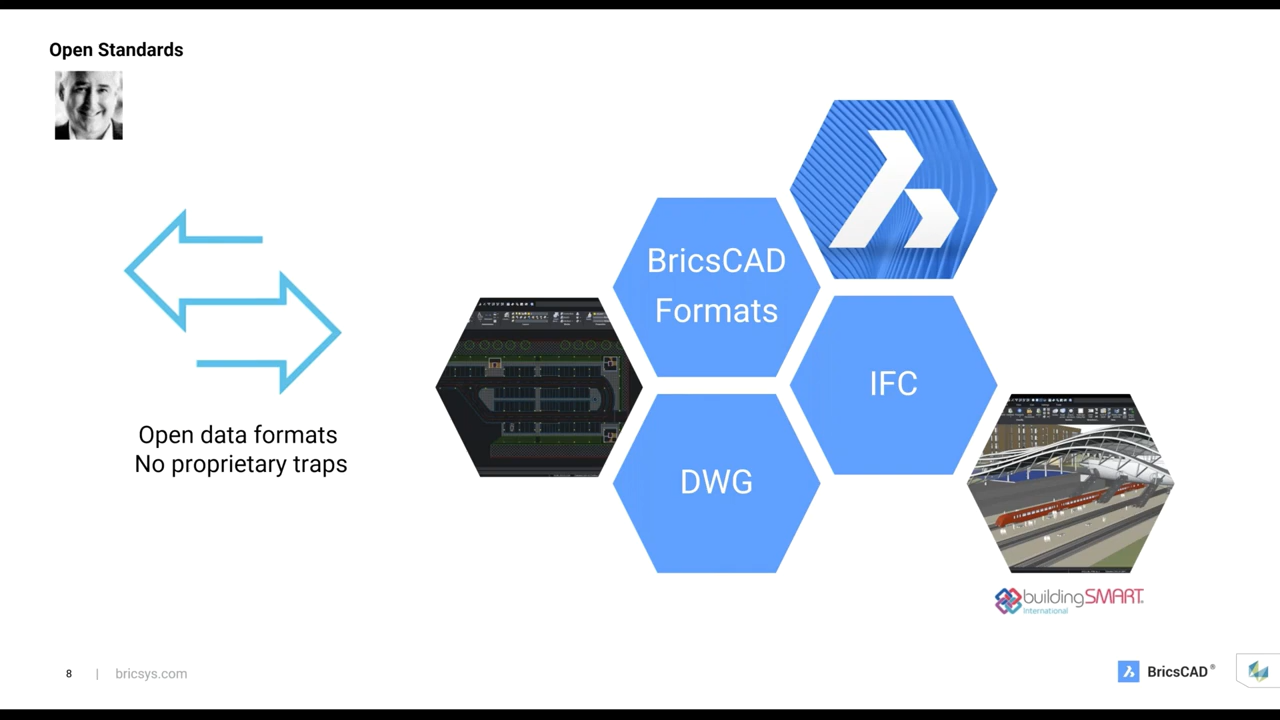 Open Standards
BricsCAD
Formats
IFC
DWG
Open data formats
No proprietary traps
buildingSMART®
International
8 | bricsys.com
BricsCAD®